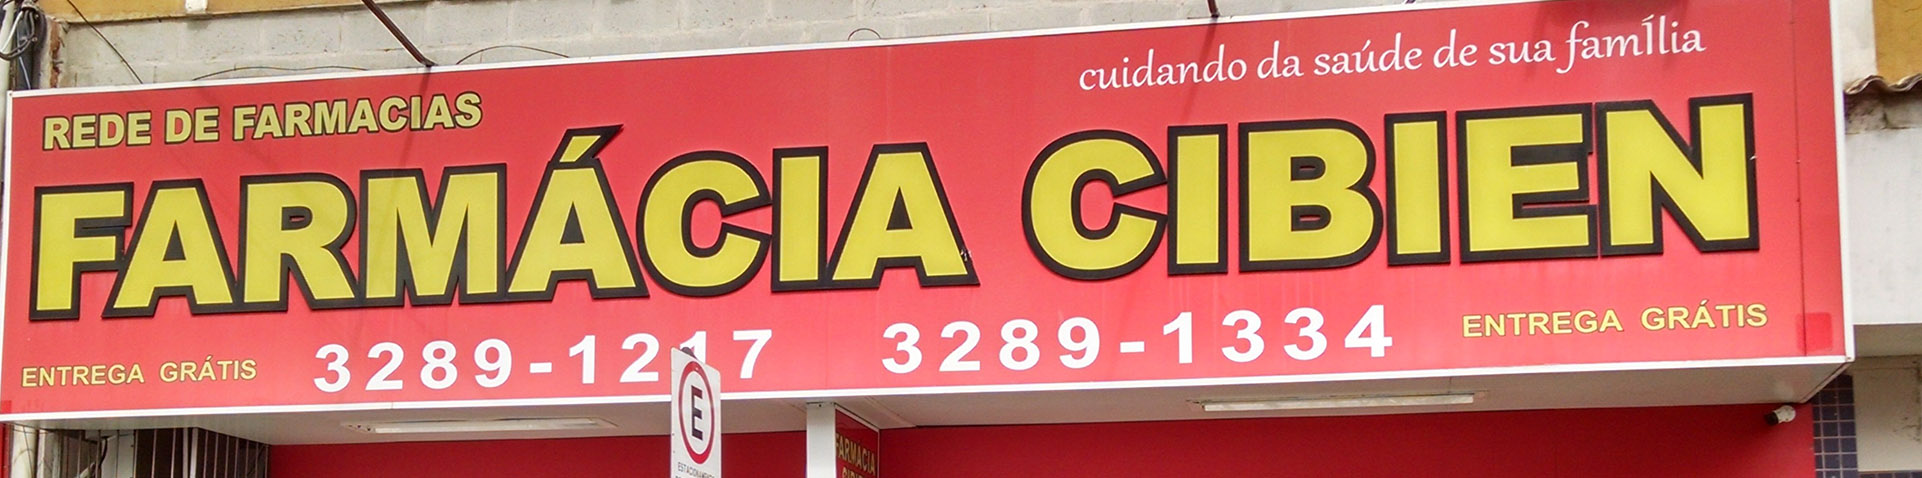 cuidando da saúde de sua família
REDE DE FARMACIAS
FARMÁCIA CIBIEN
ENTREGA GRÁTIS 3289-1217 3289-1334 ENTREGA GRÁTIS
E
ESTACIONAMENTO
FARMÁCIA